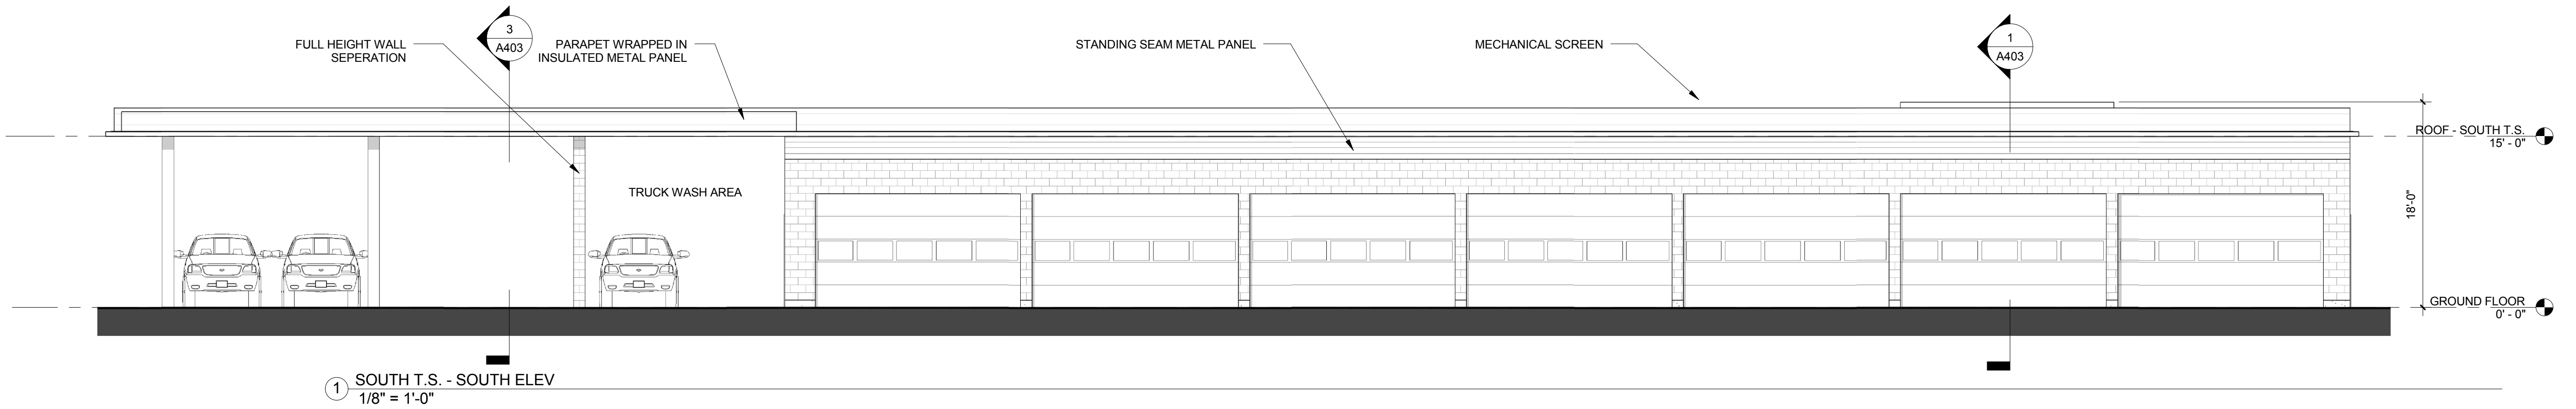 3
A403
FULL HEIGHT WALL
SEPERATION
PARAPET WRAPPED IN
INSULATED METAL PANEL
STANDING SEAM METAL PANEL
MECHANICAL SCREEN
1
A403
ROOF - SOUTH T.S.
15' - 0"
TRUCK WASH AREA
18'-0"
GROUND FLOOR
0' - 0"
1
SOUTH T.S. - SOUTH ELEV
1/8" = 1'-0"